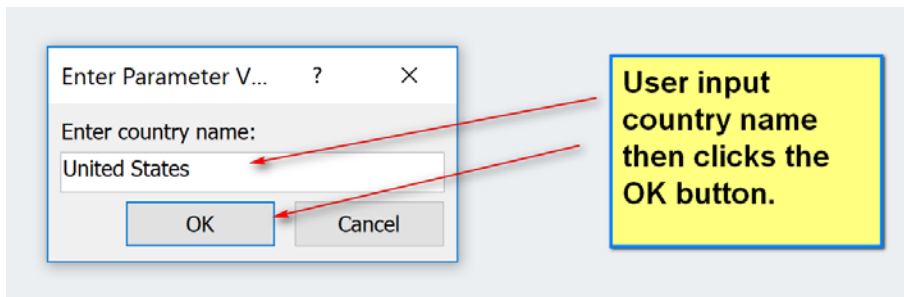 Enter Parameter V... ?
Enter country name:
United States
OK Cancel
User input
country name
then clicks the
OK button.